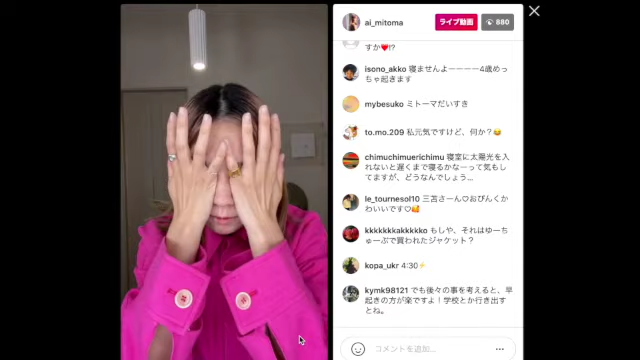 ai_mitoma
ライブ動画
880
すか❤️!?
isono_akko 寝ませんよーーーー4歳めっ
ちゃ起きます
mybesuko ミトーマだいすき
to.mo.209 私元気ですけど、何か?😂
chimuchimuerichimu 寝室に太陽光を入
れないと遅くまで寝るかなーって気もし
てますが、どうなんでしょう...
le_tournesol10 三苫さーん♡おぴんくか
わいいです♡🥰
kkkkkkkakkkkko もしや、それはゆーち
ゅーぶで買われたジャケット?
kopa_ukr 4:30⚡
kymk98121 でも後々の事を考えると、早
起きの方が楽ですよ!学校とか行き出す
とね。
コメントを追加...